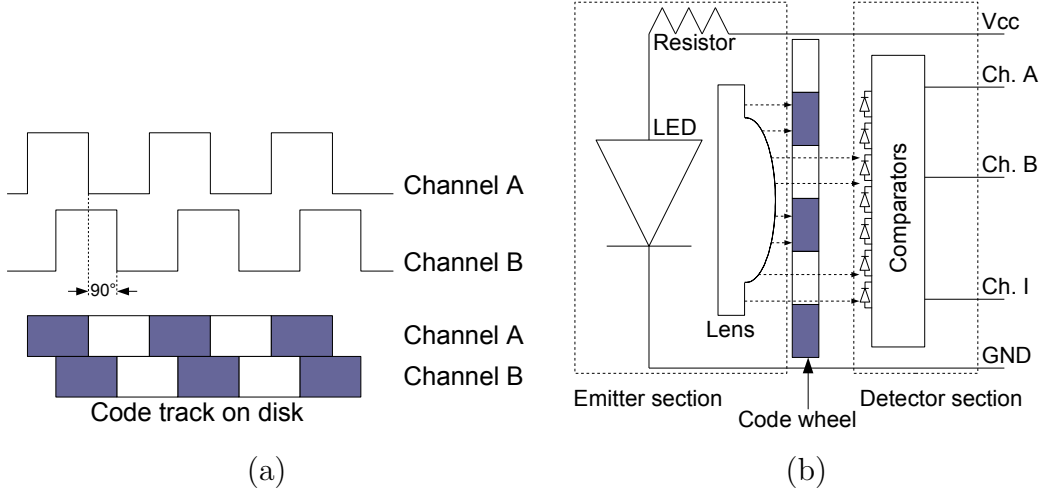 Channel A
Channel B
90°
Channel A
Channel B
Code track on disk
(a)
Vcc
Resistor
Ch. A
LED
Ch. B
Comparators
Ch. I
Lens
GND
Emitter section
Detector section
Code wheel
(b)